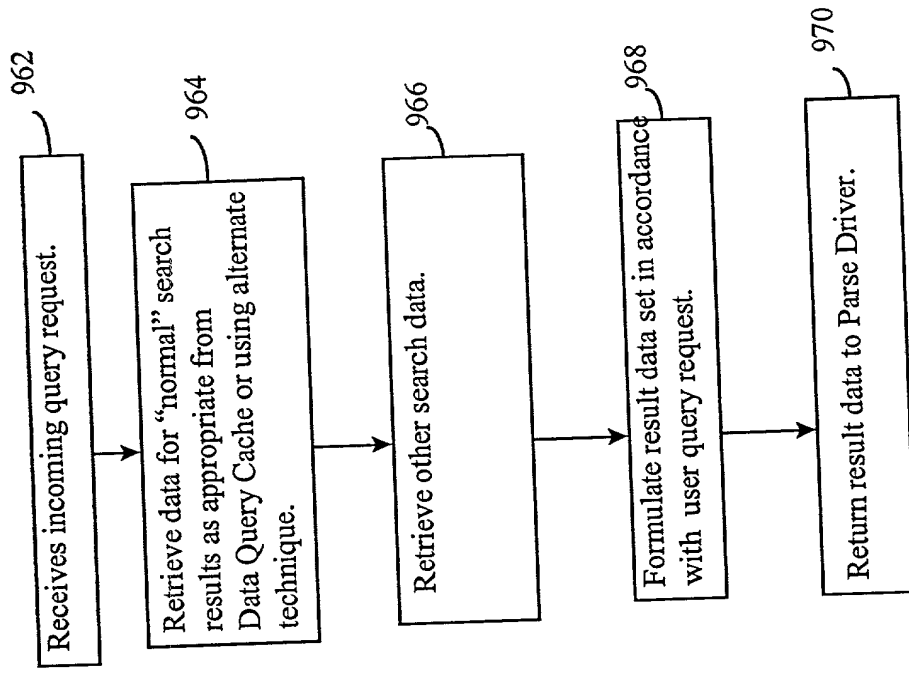 962
Receives incoming query request.
964
Retrieve data for “normal” search
results as appropriate from
Data Query Cache or using alternate
technique.
966
Retrieve other search data.
968
Formulate result data set in accordance
with user query request.
970
Return result data to Parse Driver.